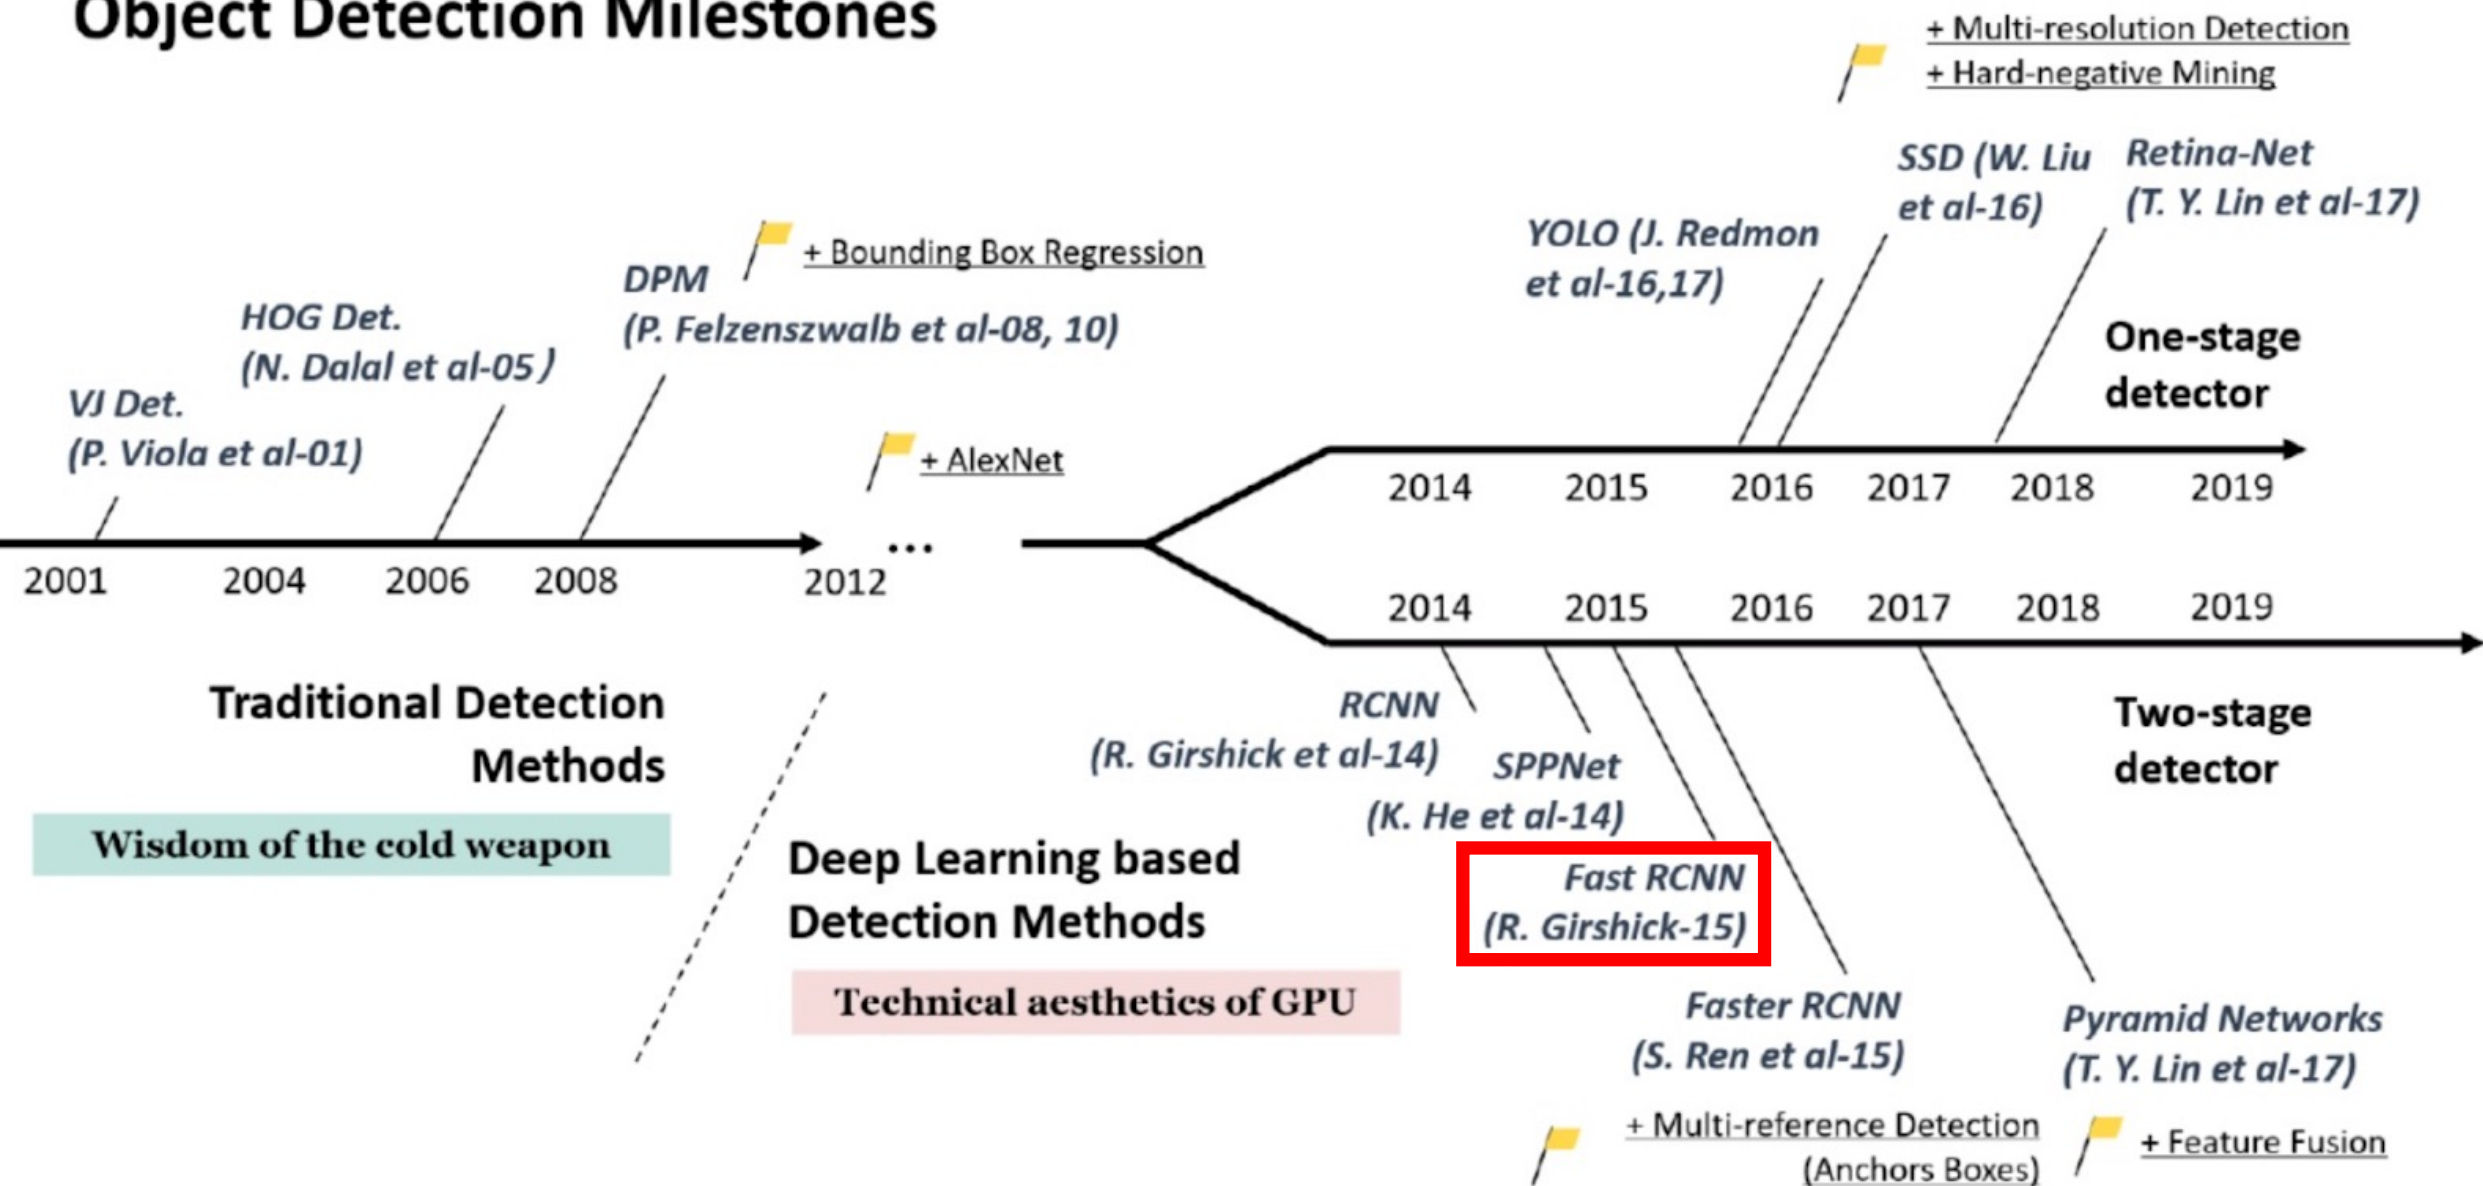 Object Detection Milestones
+ Multi-resolution Detection
+ Hard-negative Mining
SSD (W. Liu
et al-16)
Retina-Net
(T. Y. Lin et al-17)
YOLO (J. Redmon
et al-16,17)
+ Bounding Box Regression
DPM
(P. Felzenszwalb et al-08, 10)
HOG Det.
(N. Dalal et al-05)
VJ Det.
(P. Viola et al-01)
+ AlexNet
One-stage
detector
2014 2015 2016 2017 2018 2019
2001 2004 2006 2008 2012
...
2014 2015 2016 2017 2018 2019
Traditional Detection
Methods
Wisdom of the cold weapon
RCNN
(R. Girshick et al-14)
SPPNet
(K. He et al-14)
Two-stage
detector
Deep Learning based
Detection Methods
Technical aesthetics of GPU
Fast RCNN
(R. Girshick-15)
Faster RCNN
(S. Ren et al-15)
Pyramid Networks
(T. Y. Lin et al-17)
+ Multi-reference Detection
(Anchors Boxes)
+ Feature Fusion